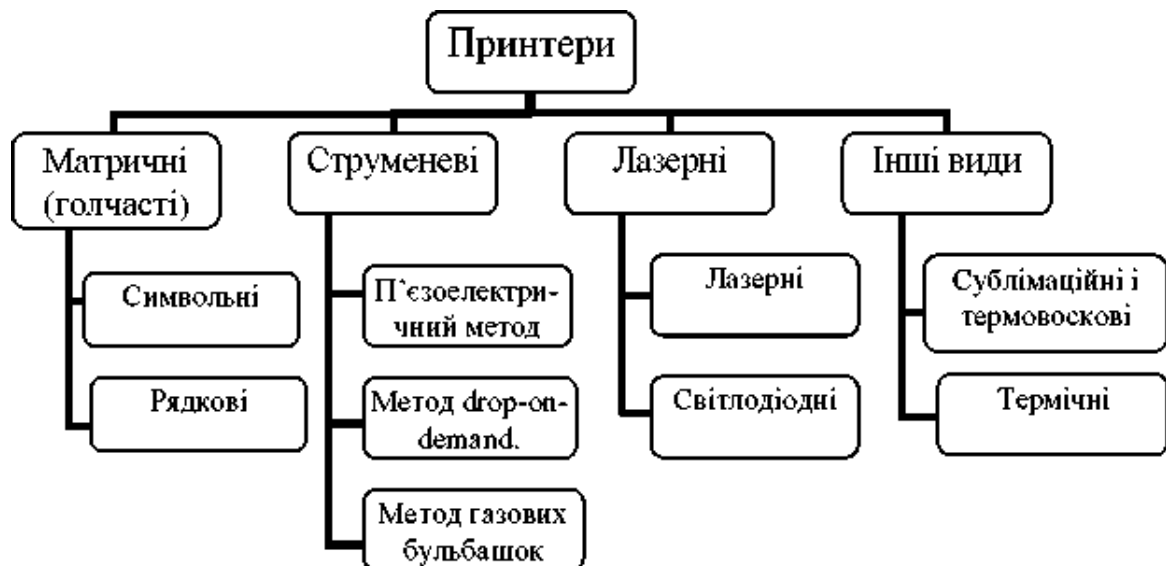 Принтери
Матричні
(голчасті)
Струменеві
Лазерні
Інші види
Символьні
Рядкові
П`єзоелектри-
чний метод
Метод drop-on-
demand.
Метод газових
бульбашок
Лазерні
Світлодіодні
Сублімаційні і
термовоскові
Термічні